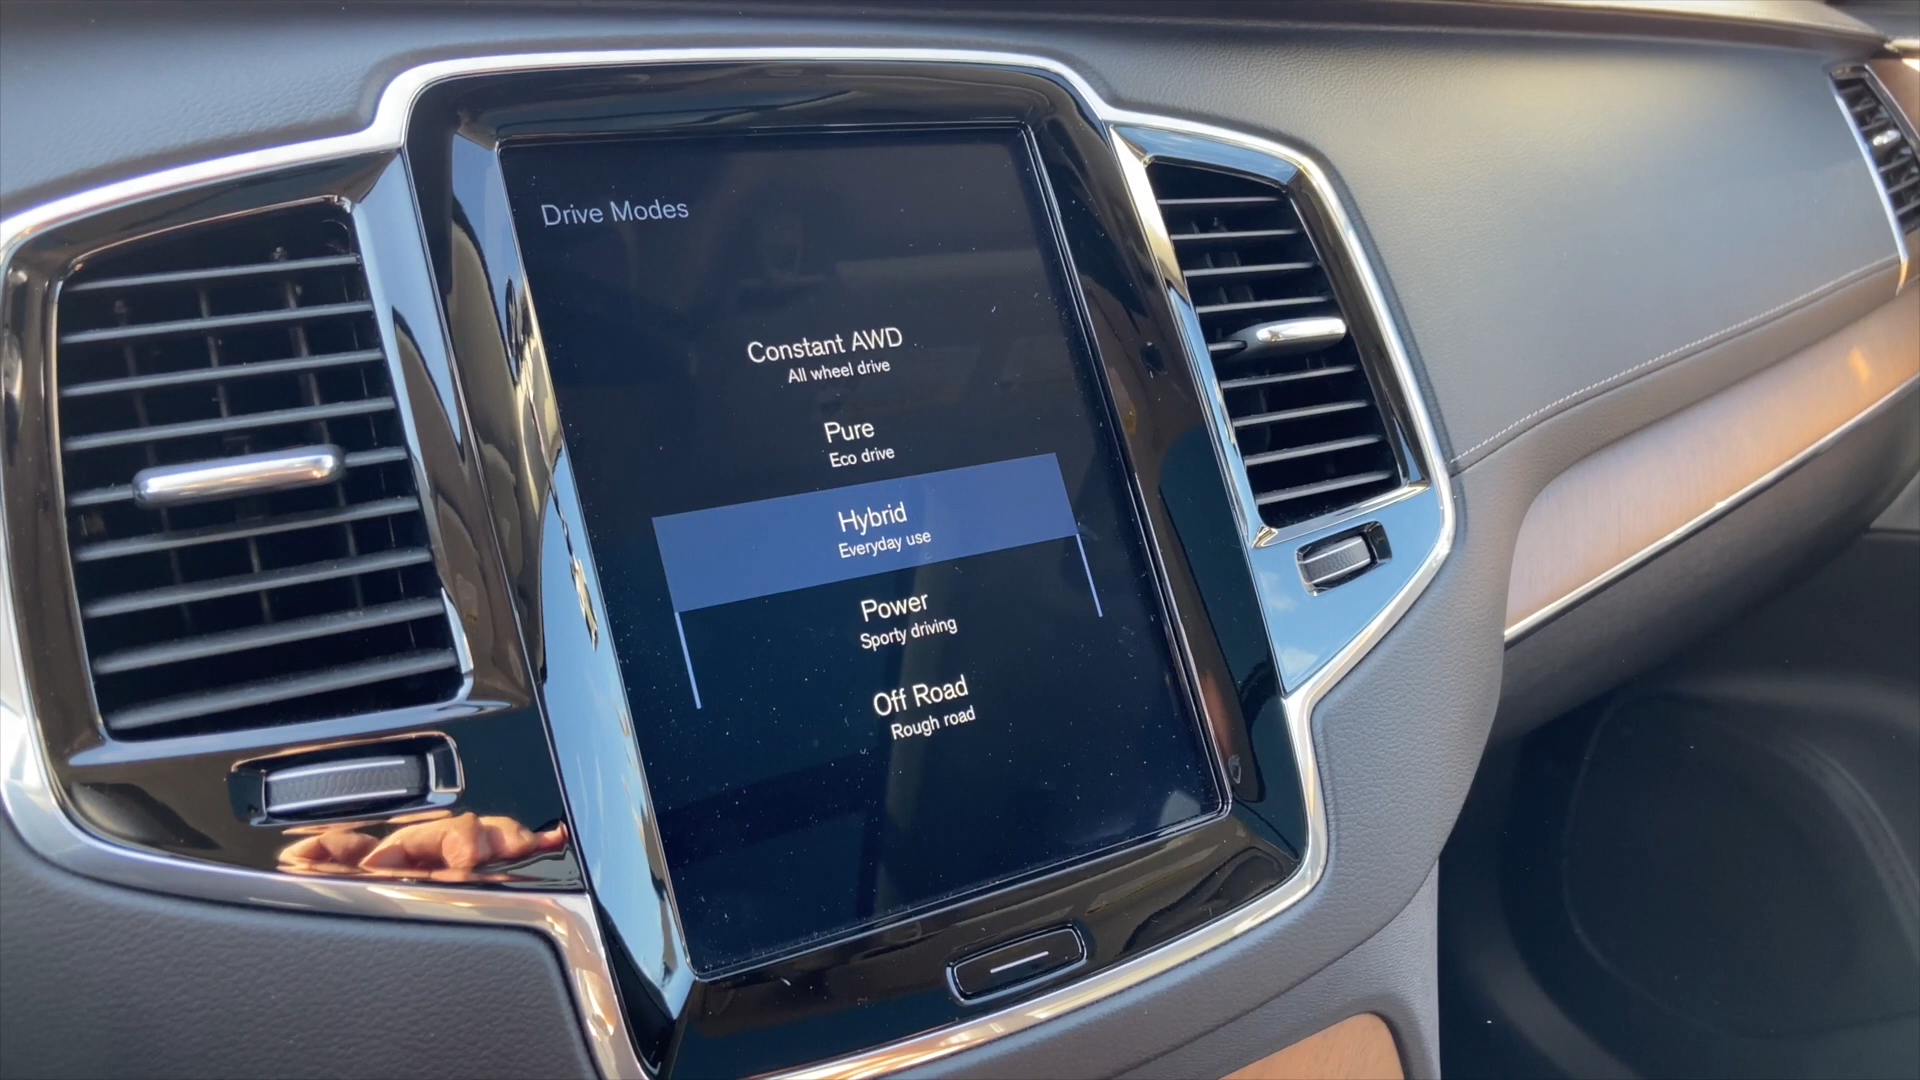 Drive Modes
Constant AWD
All wheel drive
Pure
Eco drive
Hybrid
Everyday use
Power
Sporty driving
Off Road
Rough road